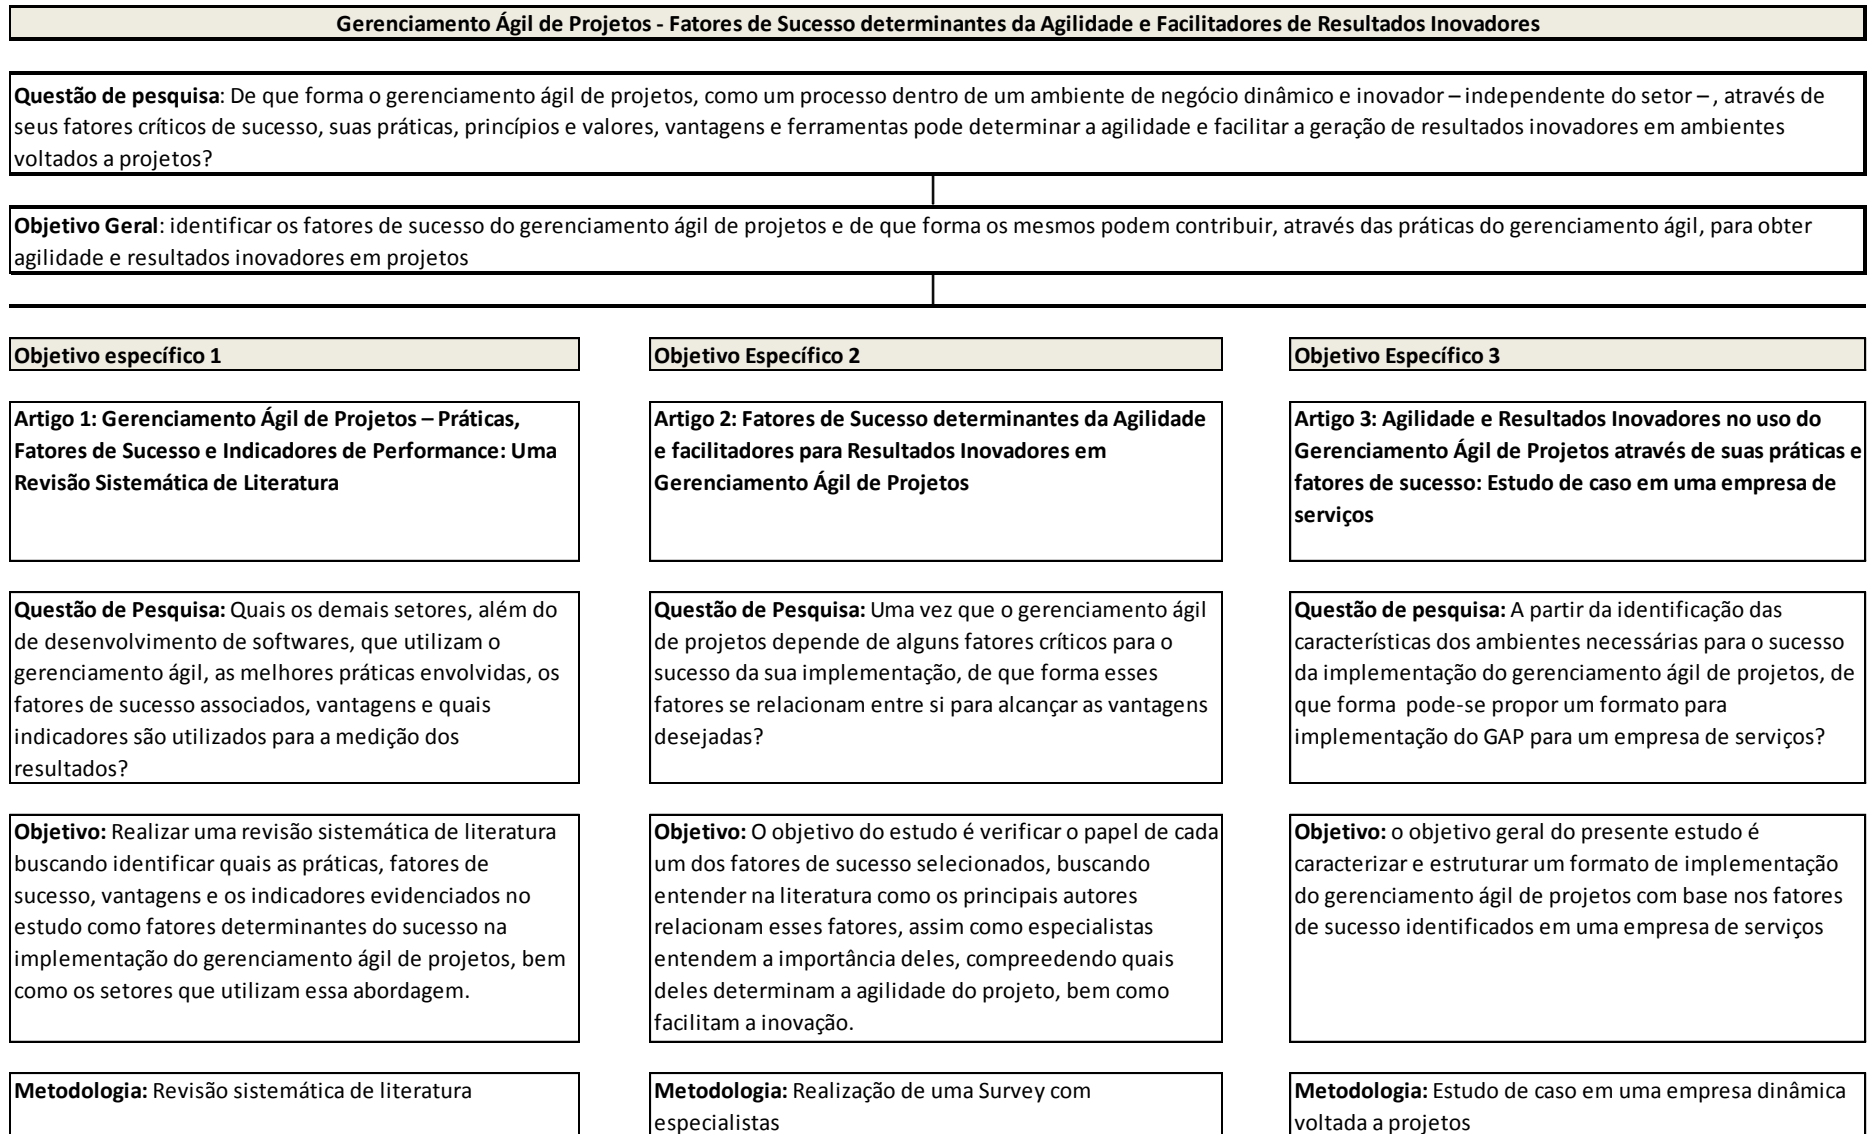 Gerenciamento Ágil de Projetos - Fatores de Sucesso determinantes da Agilidade e Facilitadores de Resultados Inovadores
Questão de pesquisa: De que forma o gerenciamento ágil de projetos, como um processo dentro de um ambiente de negócio dinâmico e inovador – independente do setor – , através de
seus fatores críticos de sucesso, suas práticas, princípios e valores, vantagens e ferramentas pode determinar a agilidade e facilitar a geração de resultados inovadores em ambientes
voltados a projetos?
Objetivo Geral: identificar os fatores de sucesso do gerenciamento ágil de projetos e de que forma os mesmos podem contribuir, através das práticas do gerenciamento ágil, para obter
agilidade e resultados inovadores em projetos
Objetivo específico 1
Artigo 1: Gerenciamento Ágil de Projetos – Práticas,
Fatores de Sucesso e Indicadores de Performance: Uma
Revisão Sistemática de Literatura
Questão de Pesquisa: Quais os demais setores, além do
de desenvolvimento de softwares, que utilizam o
gerenciamento ágil, as melhores práticas envolvidas, os
fatores de sucesso associados, vantagens e quais
indicadores são utilizados para a medição dos
resultados?
Objetivo: Realizar uma revisão sistemática de literatura
buscando identificar quais as práticas, fatores de
sucesso, vantagens e os indicadores evidenciados no
estudo como fatores determinantes do sucesso na
implementação do gerenciamento ágil de projetos, bem
como os setores que utilizam essa abordagem.
Metodologia: Revisão sistemática de literatura
Objetivo Específico 2
Artigo 2: Fatores de Sucesso determinantes da Agilidade
e facilitadores para Resultados Inovadores em
Gerenciamento Ágil de Projetos
Questão de Pesquisa: Uma vez que o gerenciamento ágil
de projetos depende de alguns fatores críticos para o
sucesso da sua implementação, de que forma esses
fatores se relacionam entre si para alcançar as vantagens
desejadas?
Objetivo: O objetivo do estudo é verificar o papel de cada
um dos fatores de sucesso selecionados, buscando
entender na literatura como os principais autores
relacionam esses fatores, assim como especialistas
entendem a importância deles, compreedendo quais
deles determinam a agilidade do projeto, bem como
facilitam a inovação.
Metodologia: Realização de uma Survey com
especialistas
Objetivo Específico 3
Artigo 3: Agilidade e Resultados Inovadores no uso do
Gerenciamento Ágil de Projetos através de suas práticas e
fatores de sucesso: Estudo de caso em uma empresa de
serviços
Questão de pesquisa: A partir da identificação das
características dos ambientes necessárias para o sucesso
da implementação do gerenciamento ágil de projetos, de
que forma  pode-se propor um formato para
implementação do GAP para um empresa de serviços?
Objetivo: o objetivo geral do presente estudo é
caracterizar e estruturar um formato de implementação
do gerenciamento ágil de projetos com base nos fatores
de sucesso identificados em uma empresa de serviços
Metodologia: Estudo de caso em uma empresa dinâmica
voltada a projetos